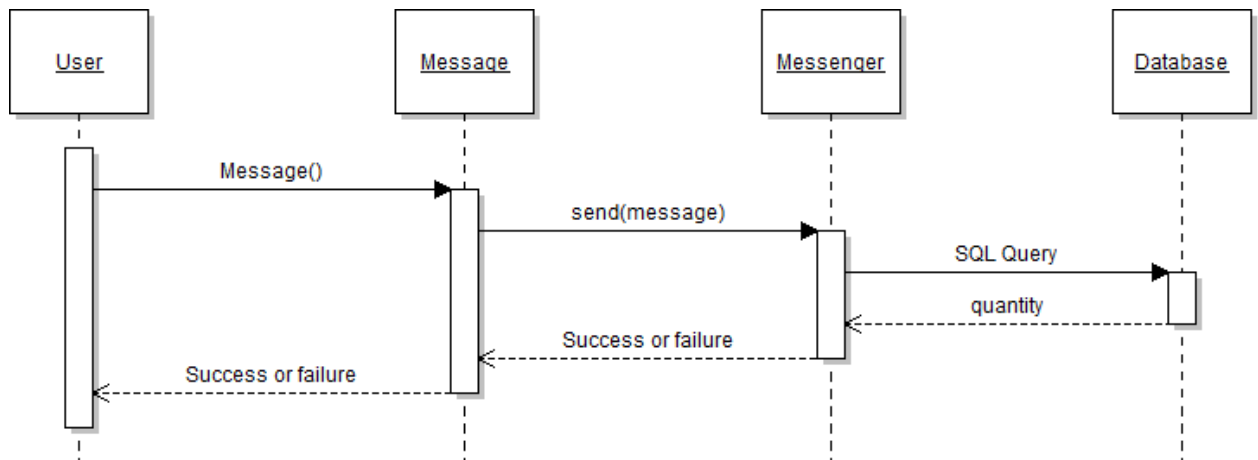 User
Message
Messenger
Database
Message()
send(message)
SQL Query
quantity
Success or failure
Success or failure